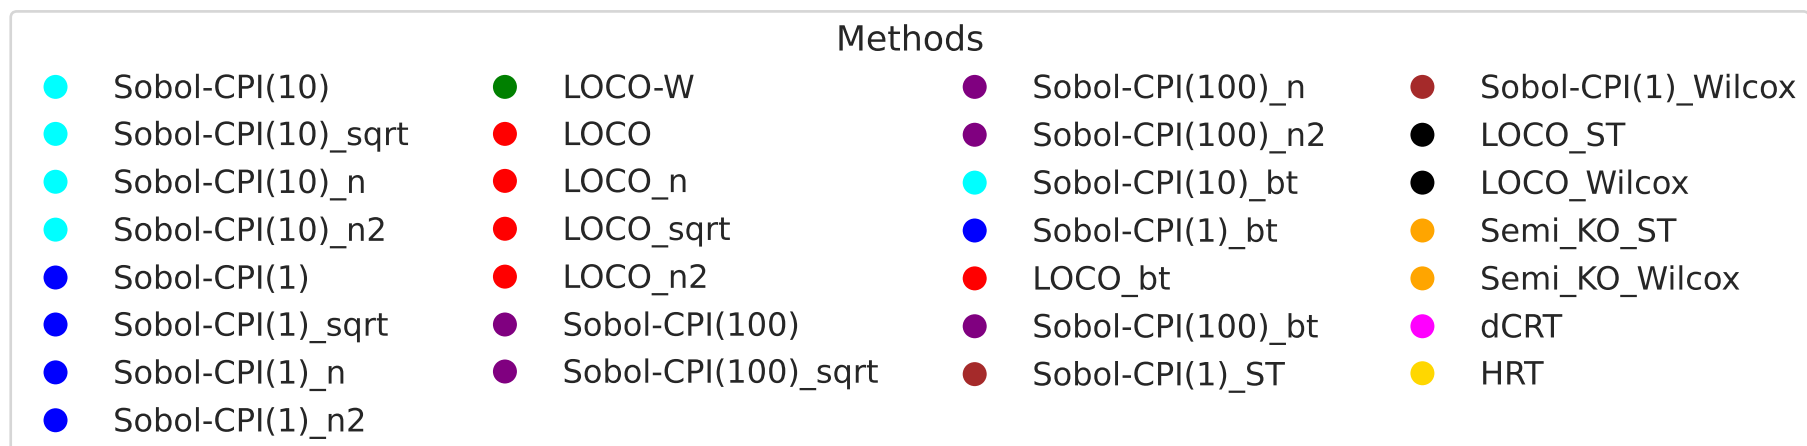 Methods
Sobol-CPI(10)
Sobol-CPI(10)_sqrt
Sobol-CPI(10)_n
Sobol-CPI(10)_n2
Sobol-CPI(1)
Sobol-CPI(1)_sqrt
Sobol-CPI(1)_n
Sobol-CPI(1)_n2
LOCO-W
LOCO
LOCO_n
LOCO_sqrt
LOCO_n2
Sobol-CPI(100)
Sobol-CPI(100)_sqrt
Sobol-CPI(100)_n
Sobol-CPI(100)_n2
Sobol-CPI(10)_bt
Sobol-CPI(1)_bt
LOCO_bt
Sobol-CPI(100)_bt
Sobol-CPI(1)_ST
Sobol-CPI(1)_Wilcox
LOCO_ST
LOCO_Wilcox
Semi_KO_ST
Semi_KO_Wilcox
dCRT
HRT